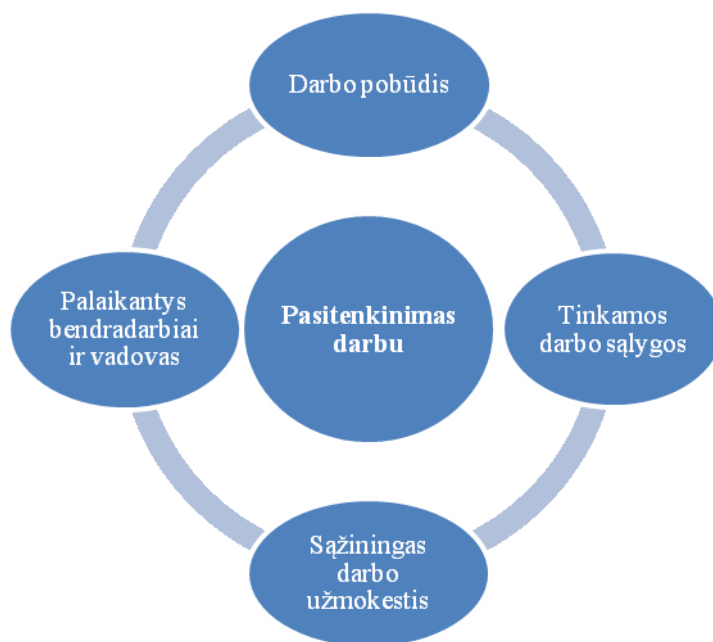 Darbo pobūdis
Palaikantys
bendradarbiai
ir vadovas
Pasitenkinimas
darbu
Tinkamos
darbo sąlygos
Sąžiningas
darbo
užmokestis